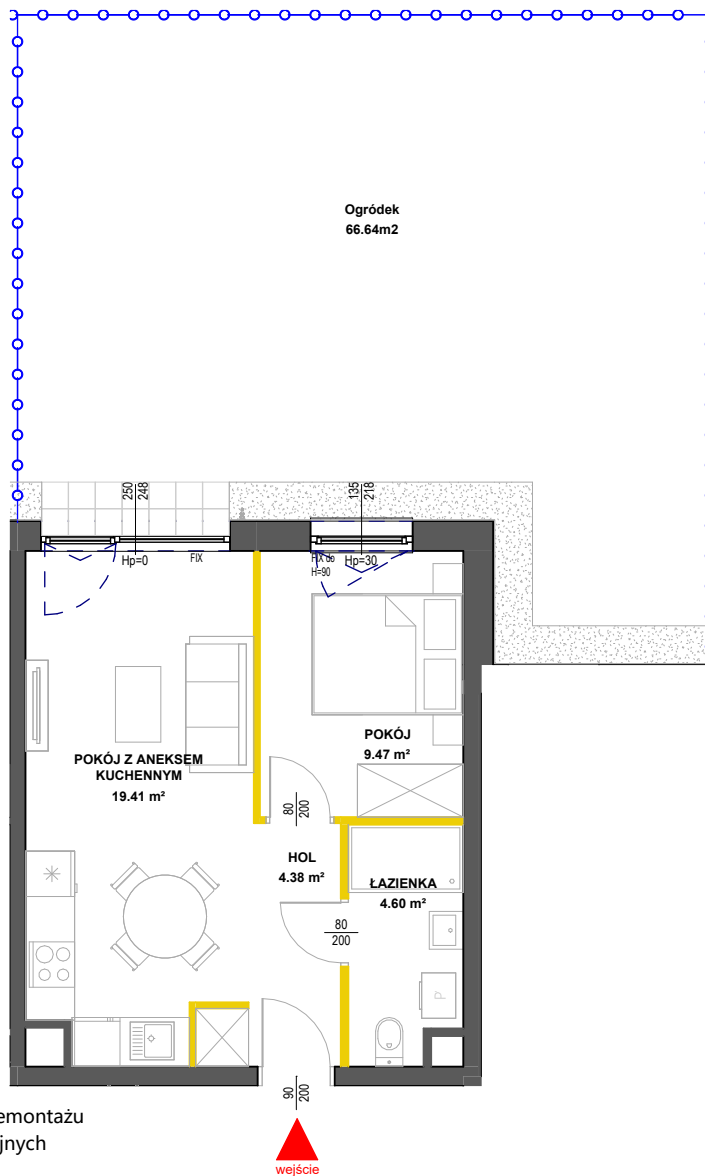 Ogródek
66.64m2
250
248
135
218
Hp=0
FIX
FIX do
H=90
Hp=30
POKÓJ
9.47 m²
POKÓJ Z ANEKSEM
KUCHENNYM
19.41 m²
80
200
HOL
4.38 m²
ŁAZIENKA
4.60 m²
80
200
90
200
emontażu
jnych
wejście